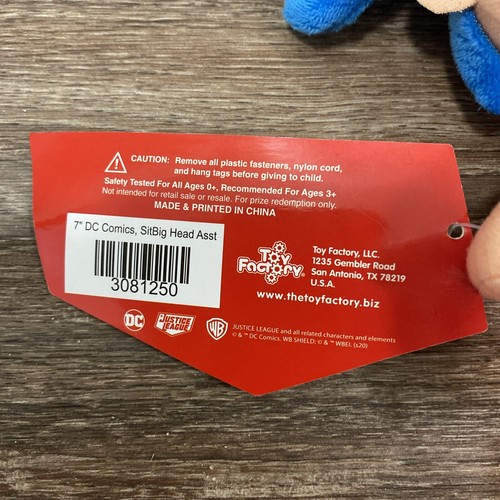 CAUTION: Remove all plastic fasteners, nylon cord,
and hang tags before giving to child.
Safety Tested For All Ages 0+, Recommended For Ages 3+
Not intended for retail sale or resale. For prize redemption only.
MADE & PRINTED IN CHINA
7" DC Comics, SitBig Head Asst
3081250
Toy Factory
Toy Factory, LLC.
1235 Gembler Road
San Antonio, TX 78219
U.S.A.
www.thetoyfactory.biz
DC
JUSTICE LEAGUE
WB
JUSTICE LEAGUE and all related characters and elements
© & ™ DC Comics. WB SHIELD: © & ™ WBEI. (s20)